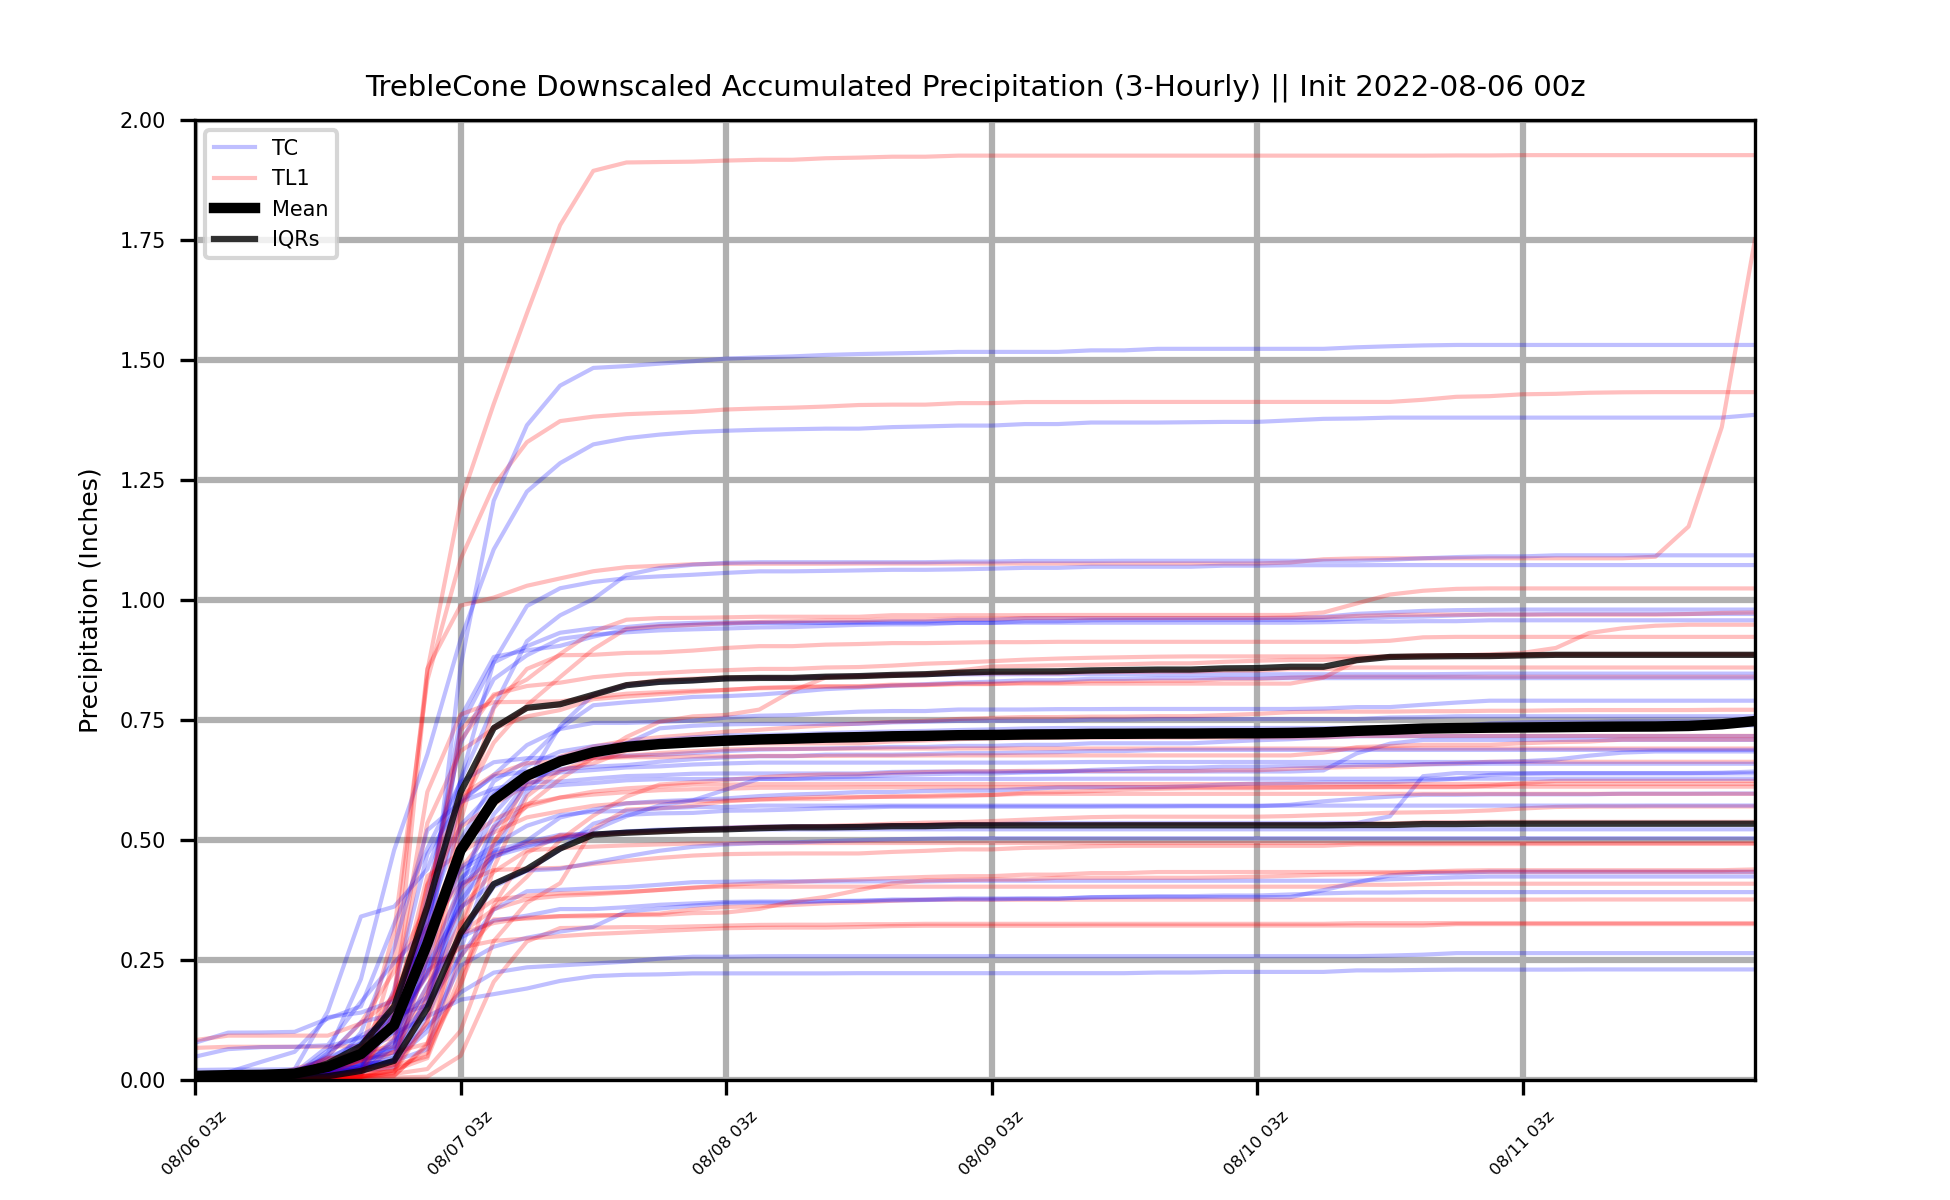 TrebleCone Downscaled Accumulated Precipitation (3-Hourly) || Init 2022-08-06 00z
2.00
1.75
1.50
1.25
1.00
0.75
0.50
0.25
0.00
Precipitation (Inches)
TC
TL1
Mean
IQRs
08/06 03z
08/07 03z
08/08 03z
08/09 03z
08/10 03z
08/11 03z